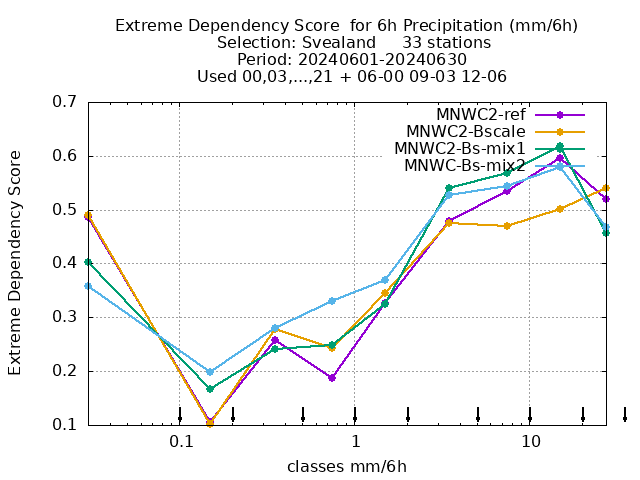 Extreme Dependency Score  for 6h Precipitation (mm/6h)
Selection: Svealand     33 stations
Period: 20240601-20240630
Used 00,03,...,21 + 06-00 09-03 12-06
0.7
0.6
0.5
0.4
0.3
0.2
0.1
Extreme Dependency Score
MNWC2-ref
MNWC2-Bscale
MNWC2-Bs-mix1
MNWC-Bs-mix2
0.1
1
10
classes mm/6h